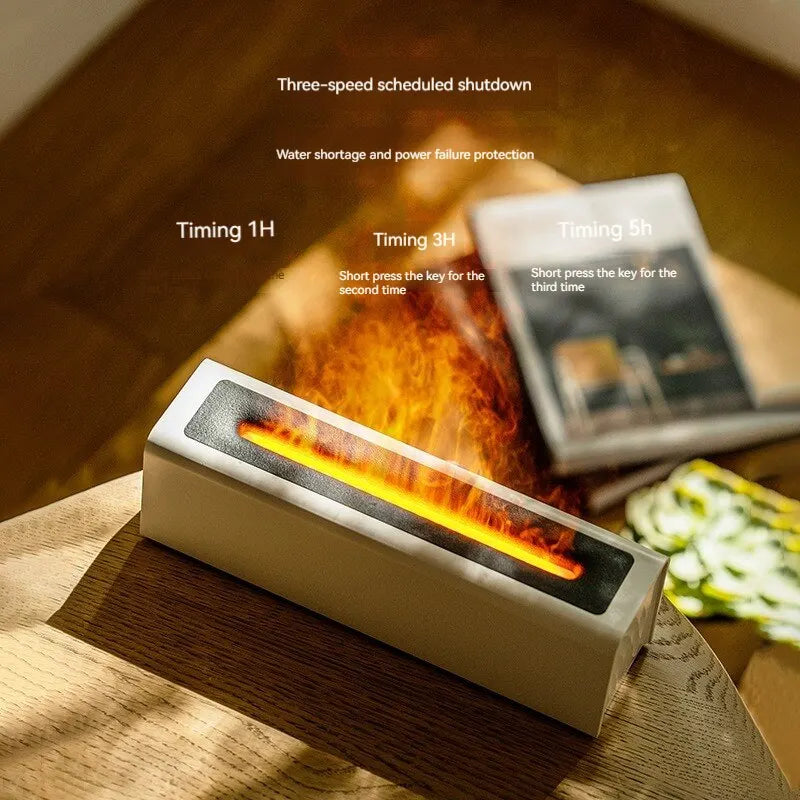 Three-speed scheduled shutdown
Water shortage and power failure protection
Timing 1H
Timing 3H
Timing 5h
Short press the key for the
second time
Short press the key for the
third time